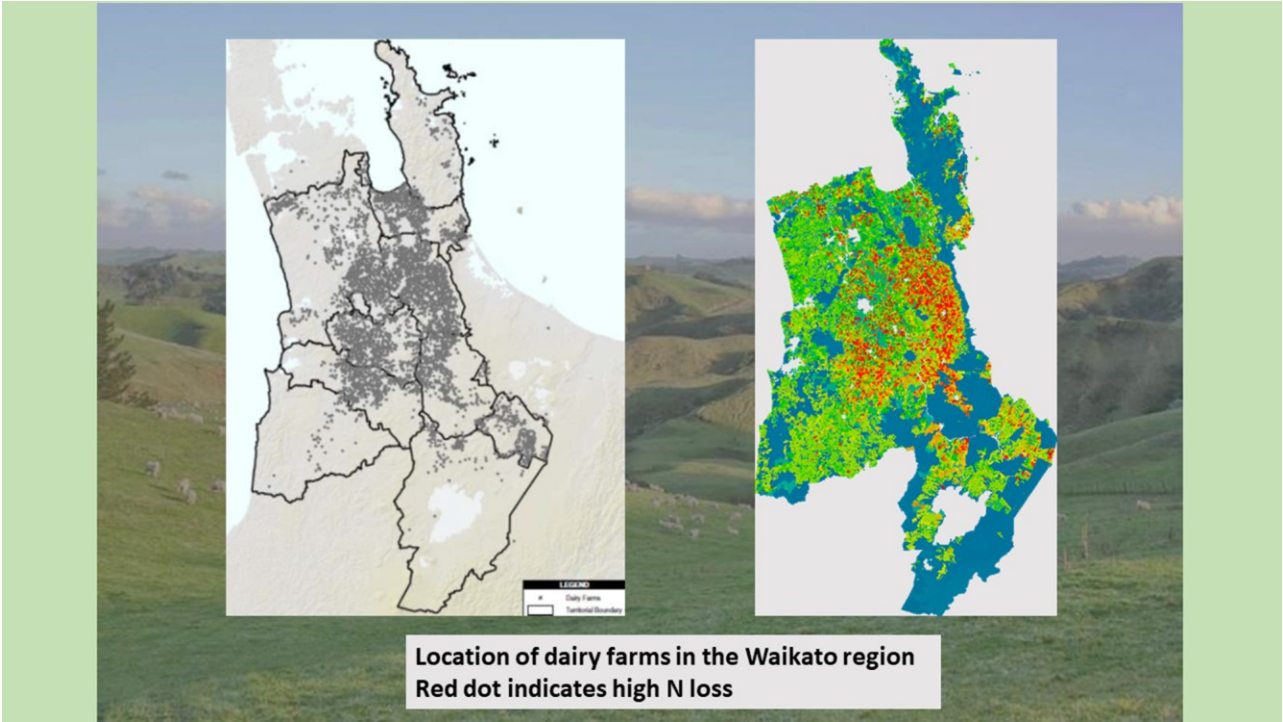 LEGEND
Dairy Farms
Territorial Boundary
Location of dairy farms in the Waikato region
Red dot indicates high N loss